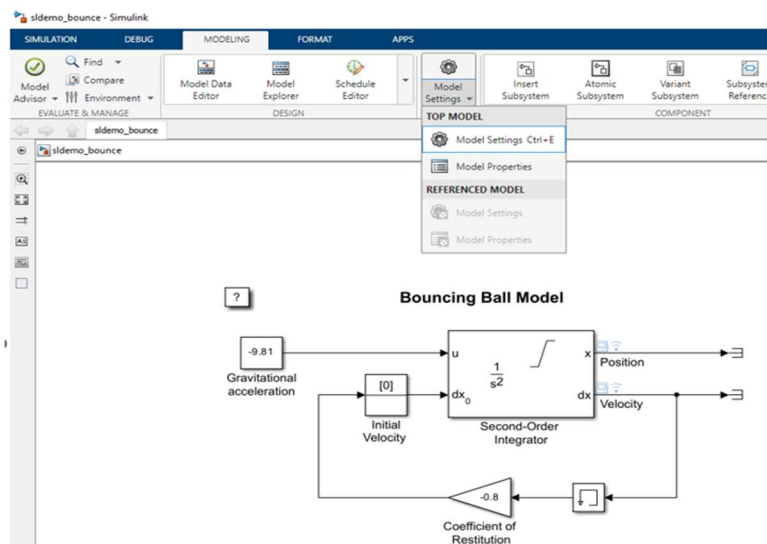 sldemo_bounce - Simulink
SIMULATION DEBUG MODELING FORMAT APPS
Model Advisor
Find
Compare
Environment
Model Data Editor
Model Explorer
Schedule Editor
Model Settings
Insert Subsystem
Atomic Subsystem
Variant Subsystem
Subsystem Reference
EVALUATE & MANAGE DESIGN COMPONENT
TOP MODEL
Model Settings Ctrl+E
Model Properties
REFERENCED MODEL
Model Settings
Model Properties
sldemo_bounce
sldemo_bounce
?
Bouncing Ball Model
-9.81
Gravitational
acceleration
[0]
Initial
Velocity
u
dx0
1
s2
x
dx
Second-Order
Integrator
Position
Velocity
-0.8
Coefficient of
Restitution